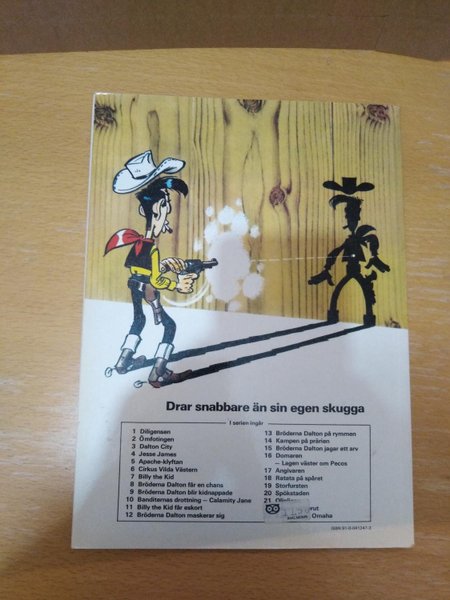 Drar snabbare än sin egen skugga
I serien ingår
1 Diligensen
2 Ömfotingen
3 Dalton City
4 Jesse James
5 Apache-klyftan
6 Cirkus Vilda Västern
7 Billy the Kid
8 Bröderna Dalton får en chans
9 Bröderna Dalton blir kidnappade
10 Banditernas drottning – Calamity Jane
11 Billy the Kid får eskort
12 Bröderna Dalton maskerar sig
13 Bröderna Dalton på rymmen
14 Kampen på prärien
15 Bröderna Dalton jagar ett arv
16 Domaren
– Lagen väster om Pecos
17 Angivaren
18 Ratata på spåret
19 Storfursten
20 Spökstaden
21
Omaha